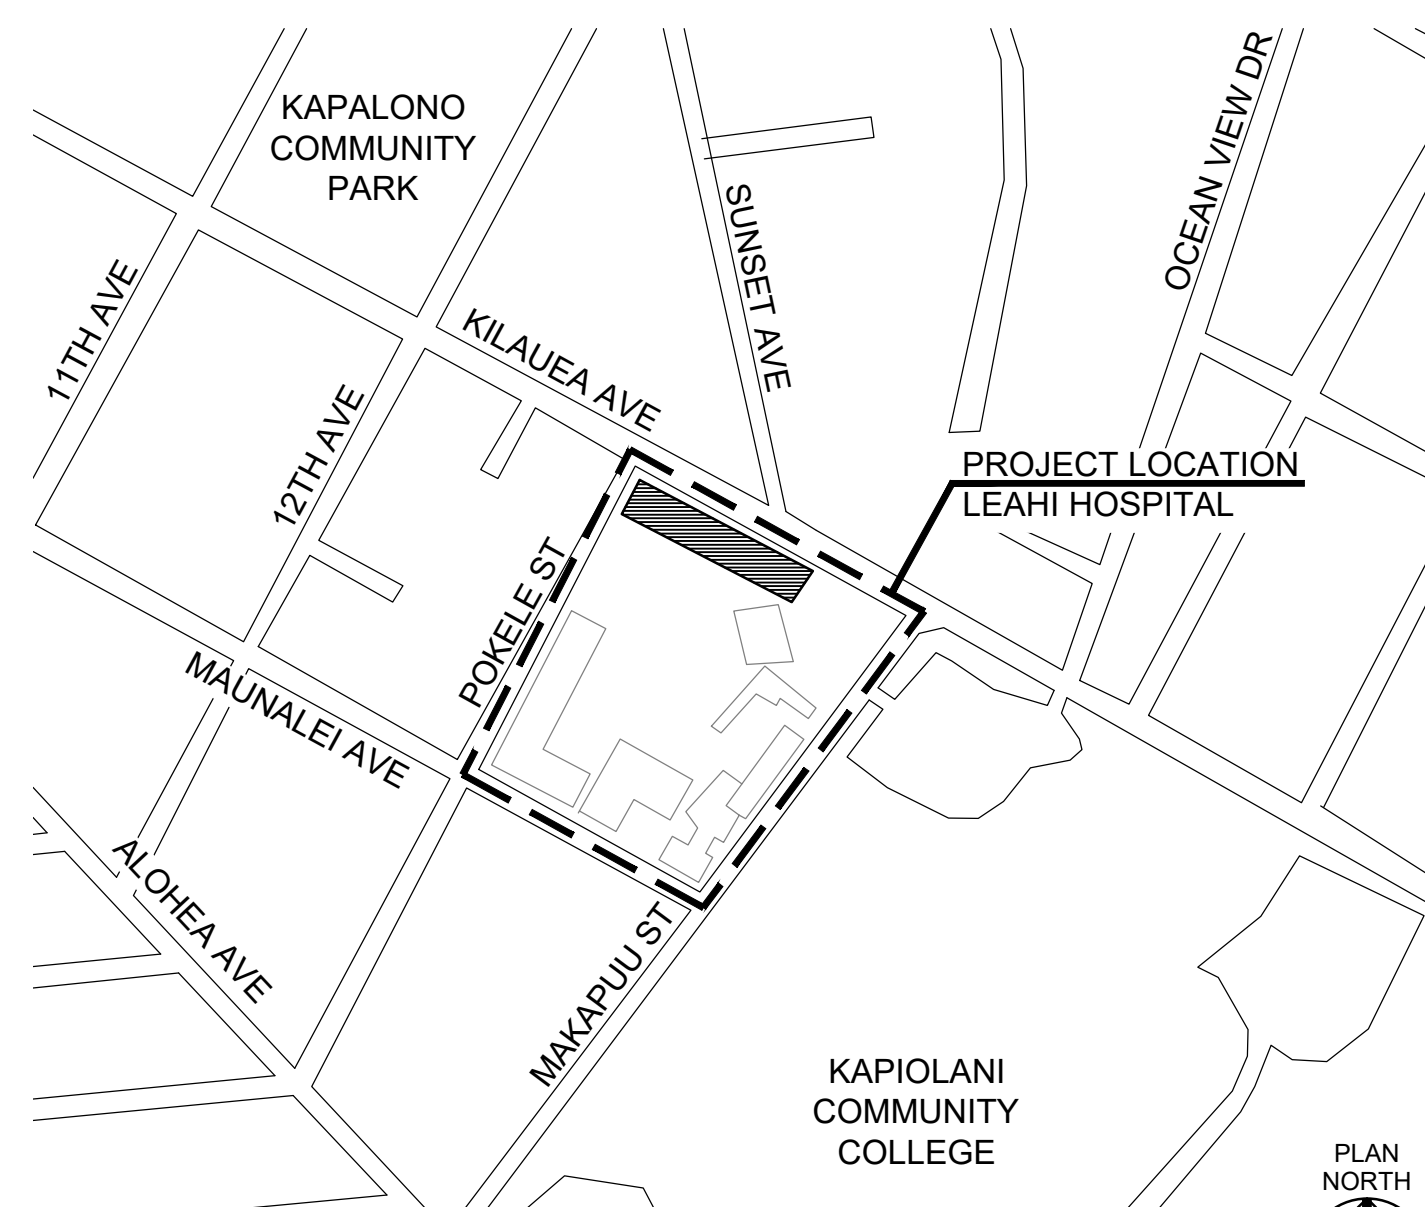 KAPALONO
COMMUNITY
PARK
OCEAN VIEW DR
SUNSET AVE
11TH AVE
KILAUEA AVE
12TH AVE
PROJECT LOCATION
LEAHI HOSPITAL
POKELE ST
MAUNALEI AVE
ALOHEA AVE
MAKAPUU ST
KAPIOLANI
COMMUNITY
COLLEGE
PLAN
NORTH